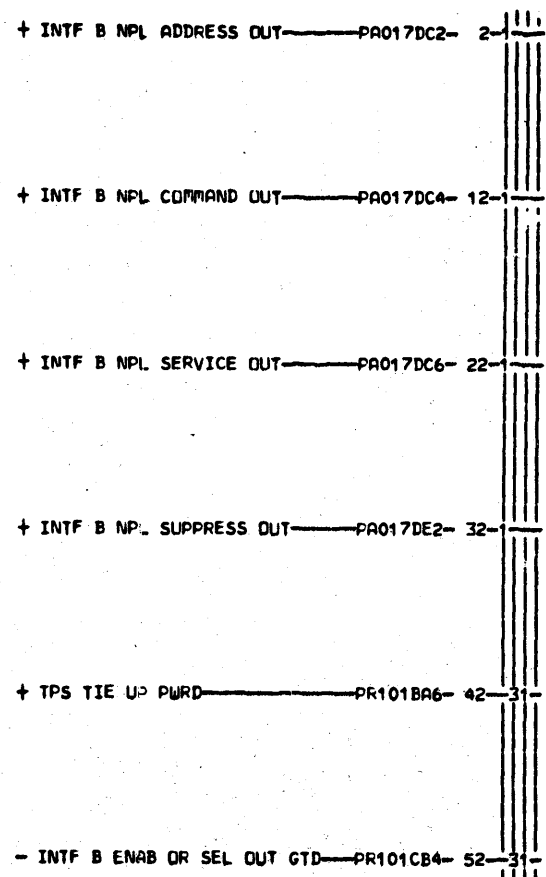 + INTF B NPL ADDRESS OUT PA017DC2- 2-1
+ INTF B NPL COMMAND OUT PA017DC4- 12-1
+ INTF B NPL SERVICE OUT PA017DC6- 22-1
+ INTF B NPL SUPPRESS OUT PA017DE2- 32-1
+ TPS TIE UP PWRD PR101BA6- 42-31-
- INTF B ENAB OR SEL OUT GTD PR101CB4- 52-31-